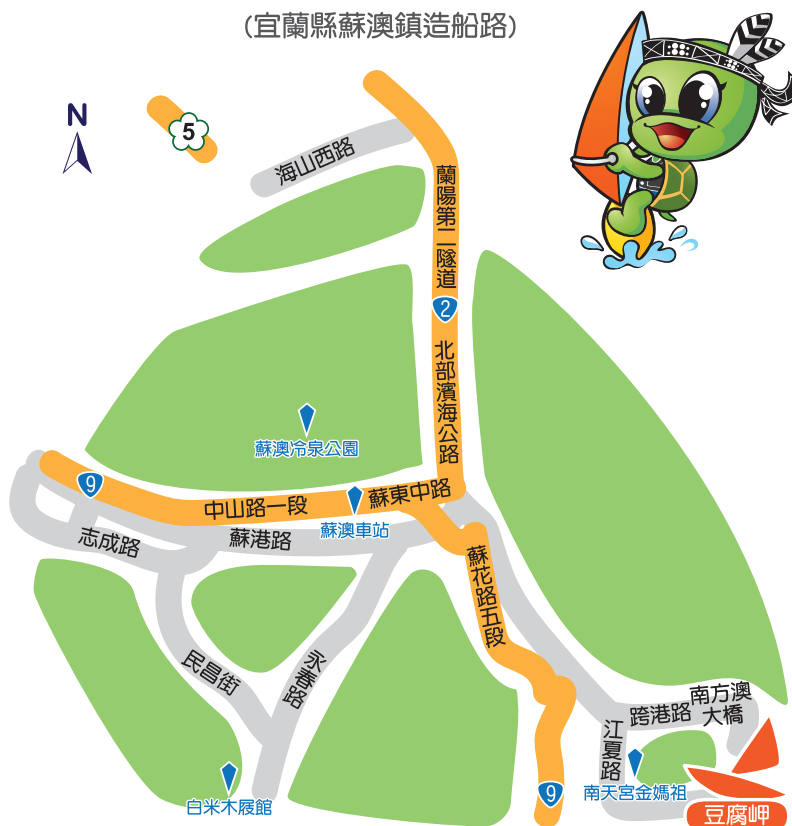 (宜蘭縣蘇澳鎮造船路)
N
5
海山西路
蘭陽第二隧道
2
北部濱海公路
蘇澳冷泉公園
9
中山路一段
蘇東中路
蘇澳車站
志成路
蘇港路
蘇花路五段
民昌街
永春路
南方澳
大橋
跨港路
江夏路
南天宮金媽祖
白米木屐館
9
豆腐岬